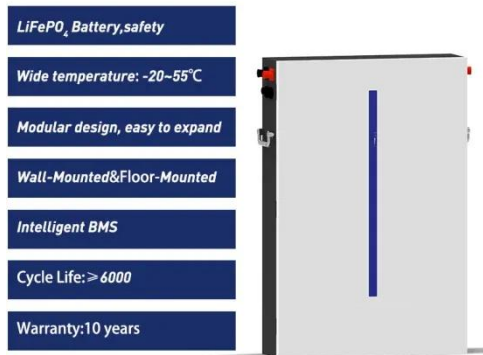 LiFePO₄ Battery,safety
Wide temperature: -20~55℃
Modular design, easy to expand
Wall-Mounted&Floor-Mounted
Intelligent BMS
Cycle Life:≥6000
Warranty:10 years